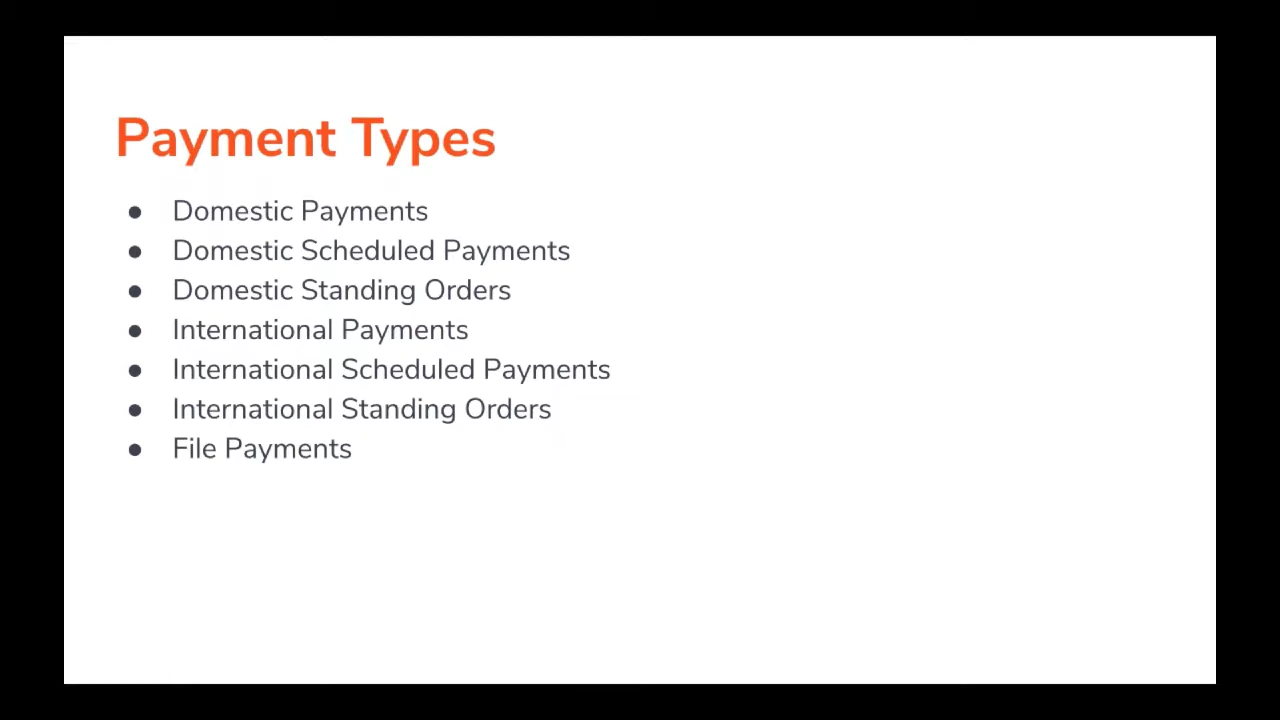 Payment Types
● Domestic Payments
● Domestic Scheduled Payments
● Domestic Standing Orders
● International Payments
● International Scheduled Payments
● International Standing Orders
● File Payments